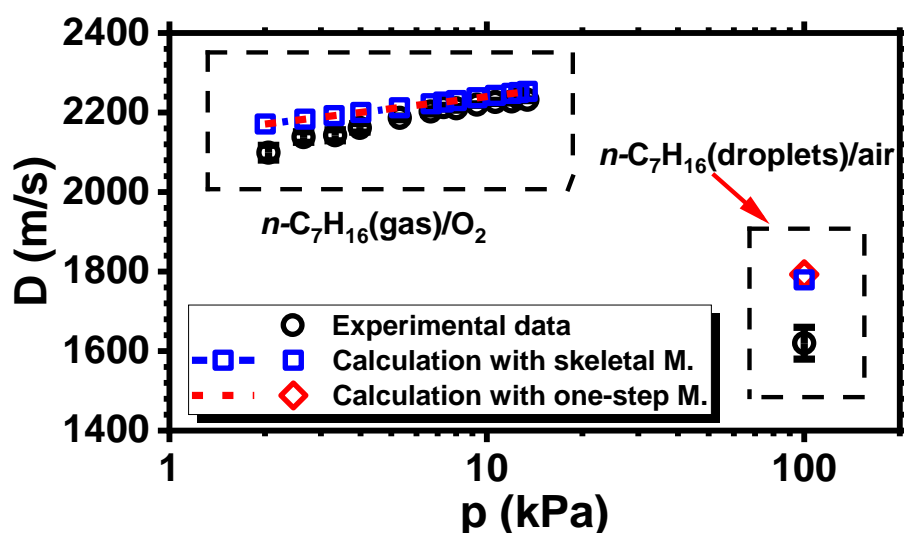 2400
2200
2000
1800
1600
1400
D (m/s)
n-C₇H₁₆(droplets)/air
n-C₇H₁₆(gas)/O₂
Experimental data
Calculation with skeletal M.
Calculation with one-step M.
1 10 100
p (kPa)